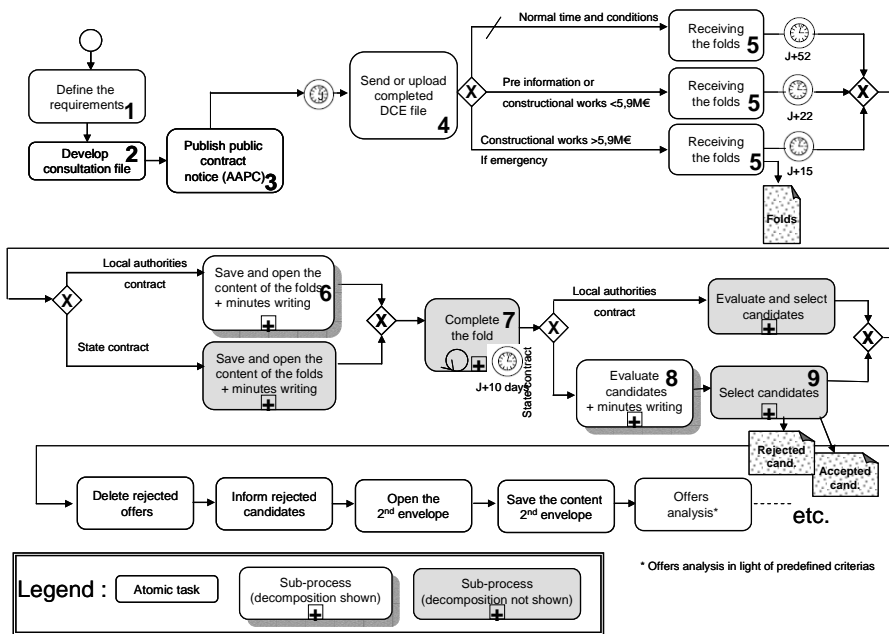 Define the
requirements 1
Develop 2
consultation file
Publish public
contract
notice (AAPC) 3
Send or upload
completed
DCE file
4
X
Normal time and conditions
Receiving
the folds 5
J+52
Pre information or
constructional works <5,9M€
Receiving
the folds 5
J+22
X
Constructional works >5,9M€
If emergency
Receiving
the folds 5
J+15
Folds
X
Local authorities
contract
Save and open the
content of the folds 6
+ minutes writing
State contract
Save and open the
content of the folds
+ minutes writing
X
Complete 7
the fold
J+10 days
X
Local authorities
contract
Evaluate and select
candidates
State contract
Evaluate 8
candidates
+ minutes writing
9
Select candidates
X
Rejected
cand.
Accepted
cand.
Delete rejected
offers
Inform rejected
candidates
Open the
2nd envelope
Save the content
2nd envelope
Offers
analysis*
etc.
Legend :
Atomic task
Sub-process
(decomposition shown)
Sub-process
(decomposition not shown)
* Offers analysis in light of predefined criterias